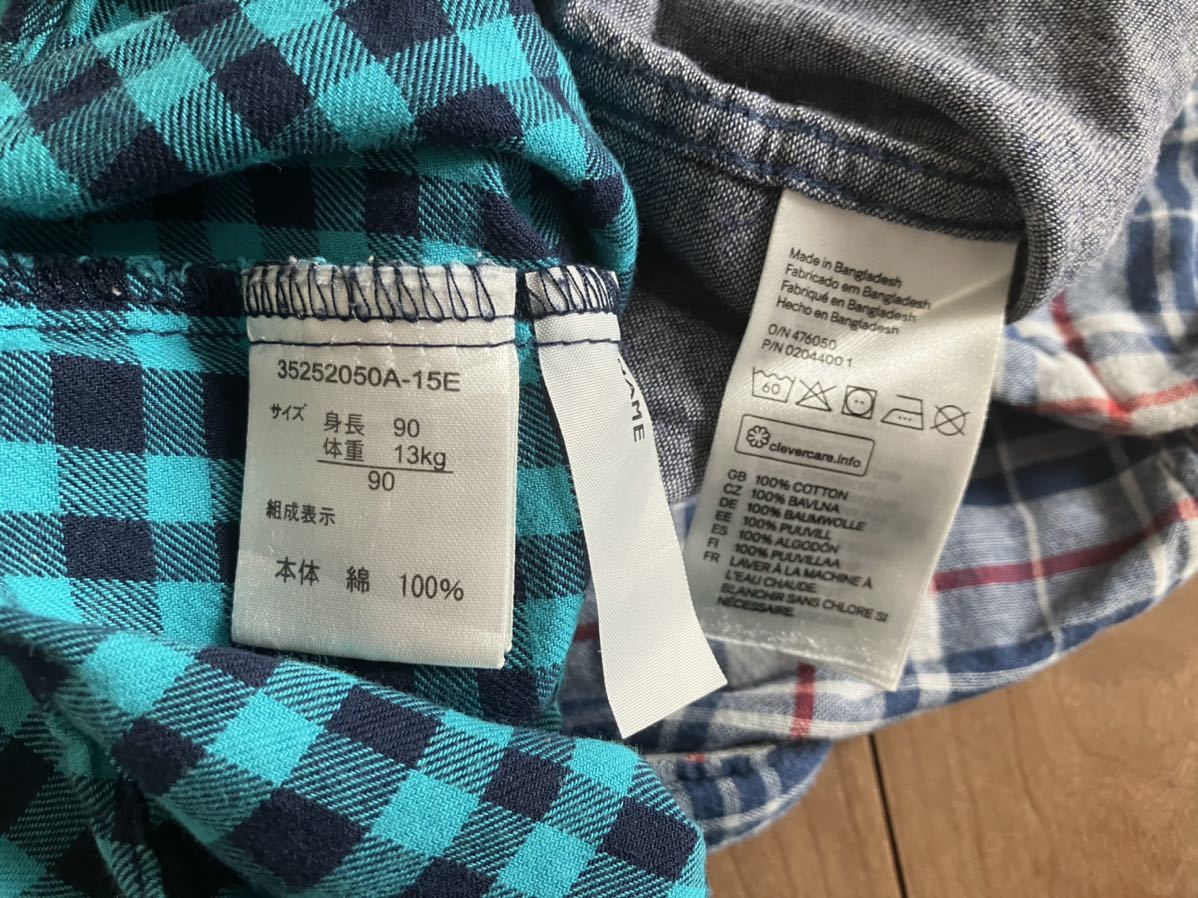 35252050A-15E
サイズ 身長 90
体重 13kg
90
組成表示
本体 綿 100%
AME
Made in Bangladesh
Fabricado em Bangladesh
Fabriqué en Bangladesh
Hecho en Bangladesh
O/N 476050
P/N 0204400 1
60
clevercare.info
GB 100% COTTON
CZ 100% BAVLNA
DE 100% BAUMWOLLE
EE 100% PUUVILL
ES 100% ALGODÓN
FI 100% PUUVILLAA
FR LAVER À LA MACHINE À
L'EAU CHAUDE.
BLANCHIR SANS CHLORE SI
NÉCESSAIRE.